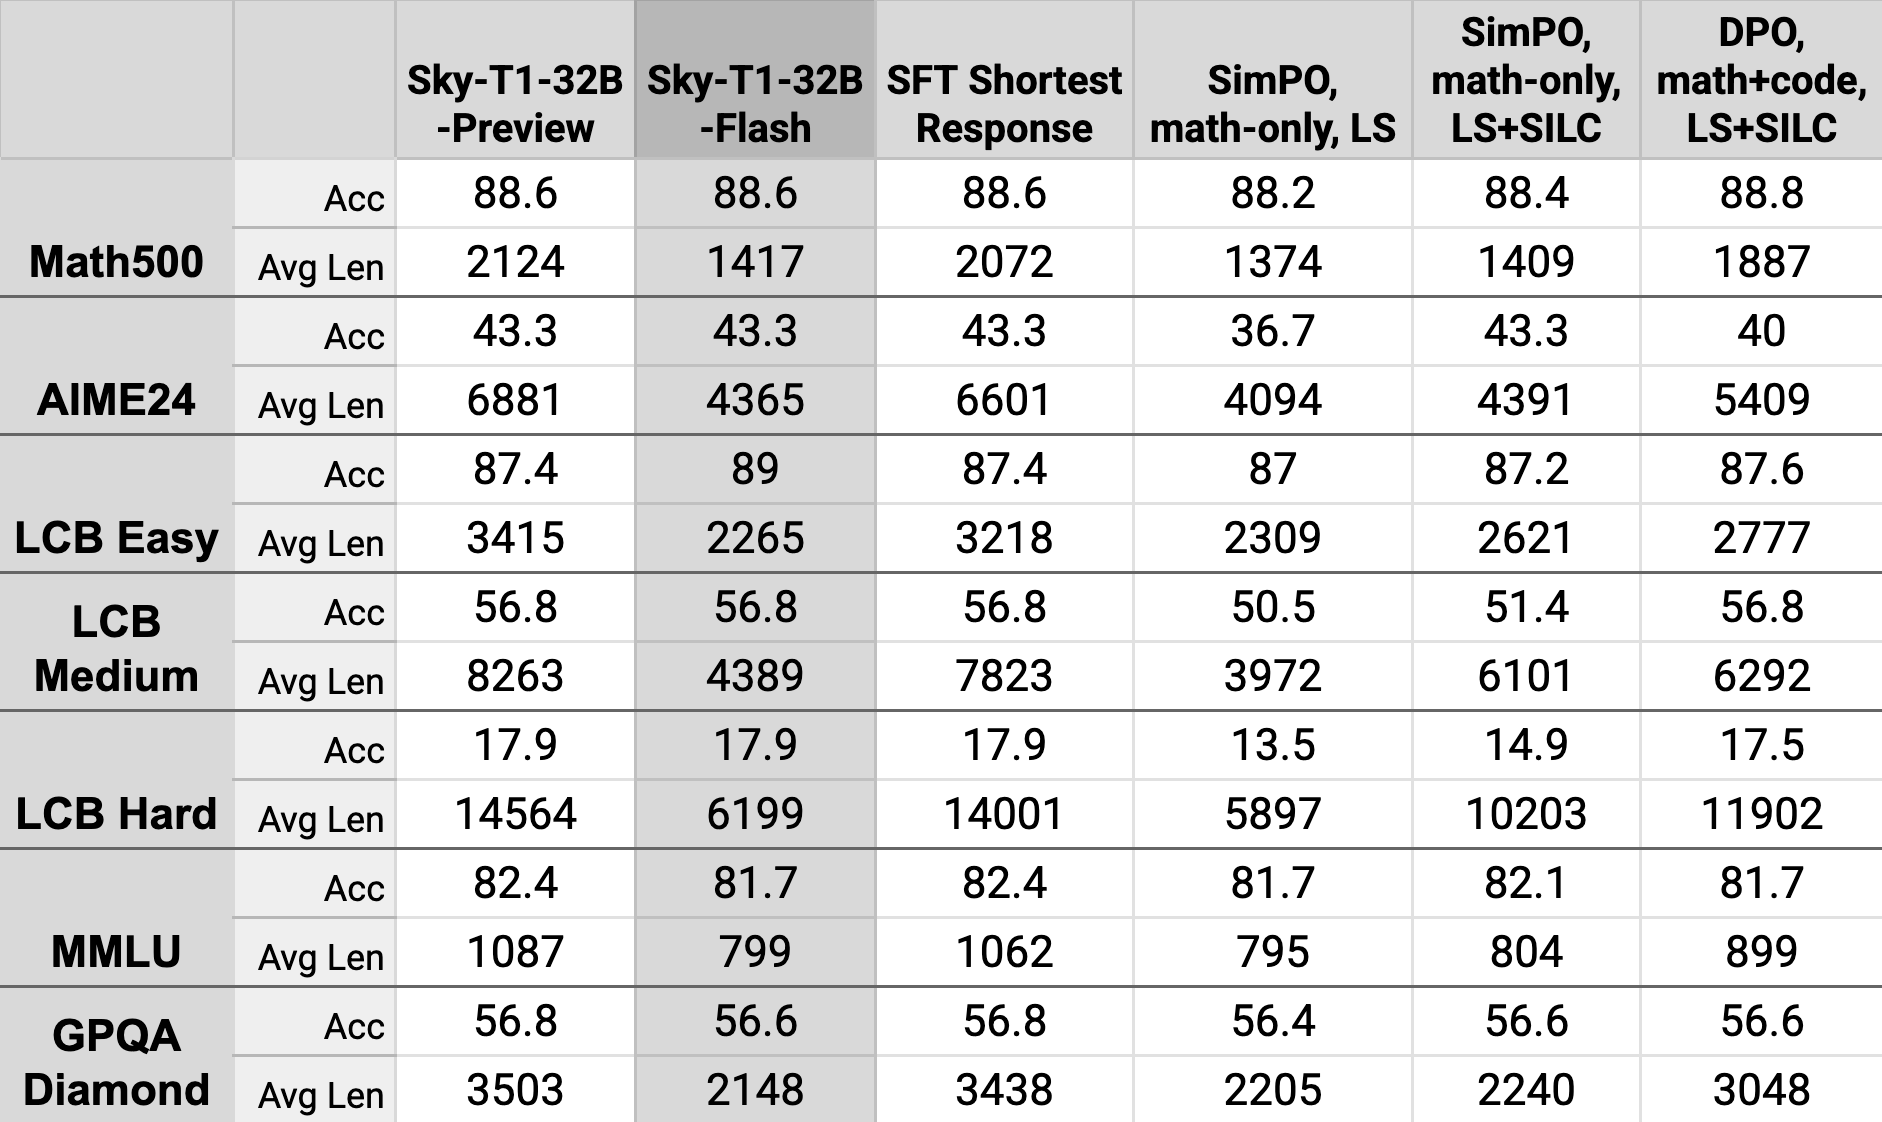 Sky-T1-32B
-Preview
Sky-T1-32B
-Flash
SFT Shortest
Response
SimPO,
math-only, LS
SimPO,
math-only,
LS+SILC
DPO,
math+code,
LS+SILC
Math500
Acc 88.6 88.6 88.6 88.2 88.4 88.8
Avg Len 2124 1417 2072 1374 1409 1887
AIME24
Acc 43.3 43.3 43.3 36.7 43.3 40
Avg Len 6881 4365 6601 4094 4391 5409
LCB Easy
Acc 87.4 89 87.4 87 87.2 87.6
Avg Len 3415 2265 3218 2309 2621 2777
LCB
Medium
Acc 56.8 56.8 56.8 50.5 51.4 56.8
Avg Len 8263 4389 7823 3972 6101 6292
LCB Hard
Acc 17.9 17.9 17.9 13.5 14.9 17.5
Avg Len 14564 6199 14001 5897 10203 11902
MMLU
Acc 82.4 81.7 82.4 81.7 82.1 81.7
Avg Len 1087 799 1062 795 804 899
GPQA
Diamond
Acc 56.8 56.6 56.8 56.4 56.6 56.6
Avg Len 3503 2148 3438 2205 2240 3048